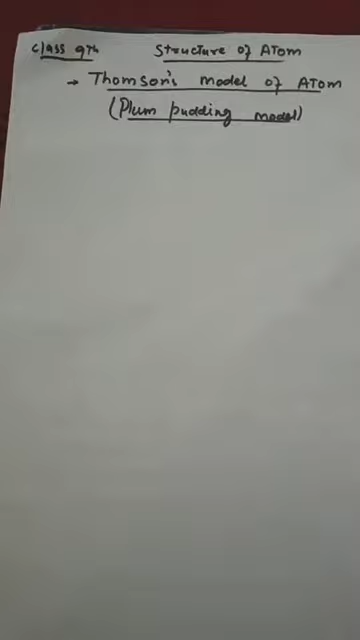 Class 9th Structure of Atom
→ Thomson's model of Atom
(Plum pudding model)